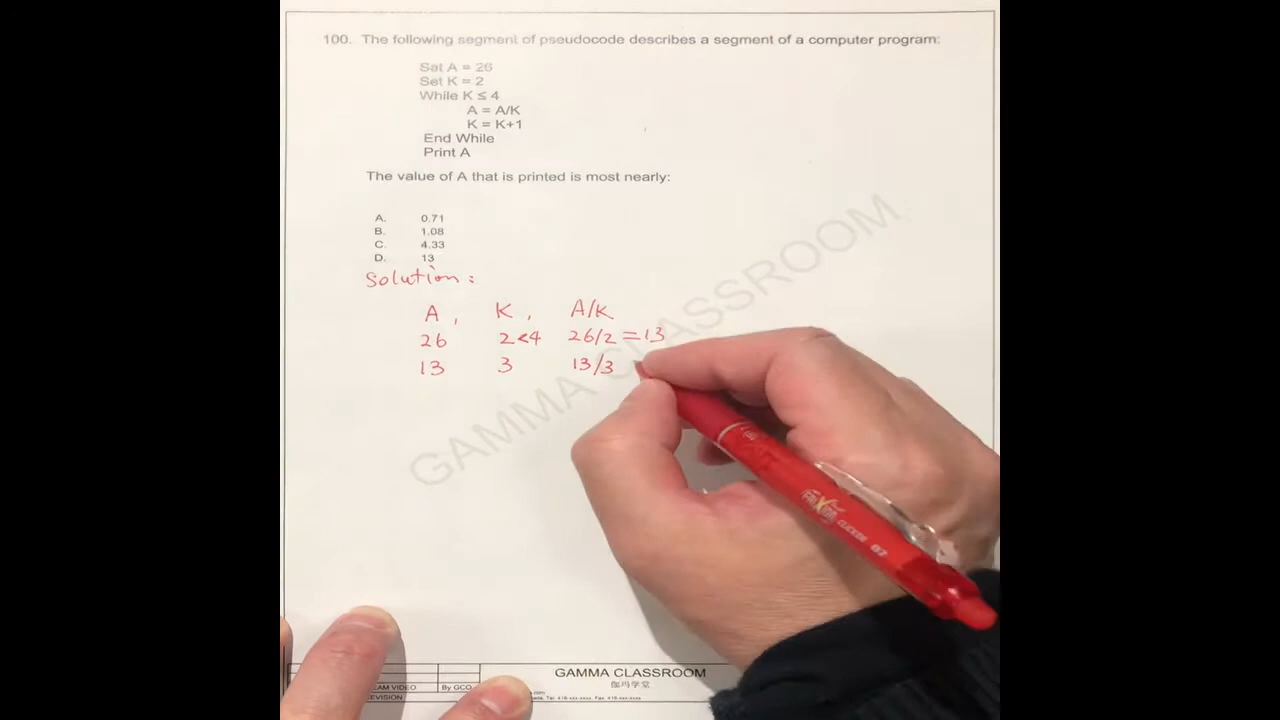 100. The following segment of pseudocode describes a segment of a computer program:
Set A = 26
Set K = 2
While K ≤ 4
A = A/K
K = K+1
End While
Print A
The value of A that is printed is most nearly:
A. 0.71
B. 1.08
C. 4.33
D. 13
Solution:
A, K, A/K
26 2<4 26/2=13
13 3 13/3
GAMMA CLASSROOM
GAMMA CLASSROOM
伽玛学堂
EAM VIDEO By GCO
EVISION